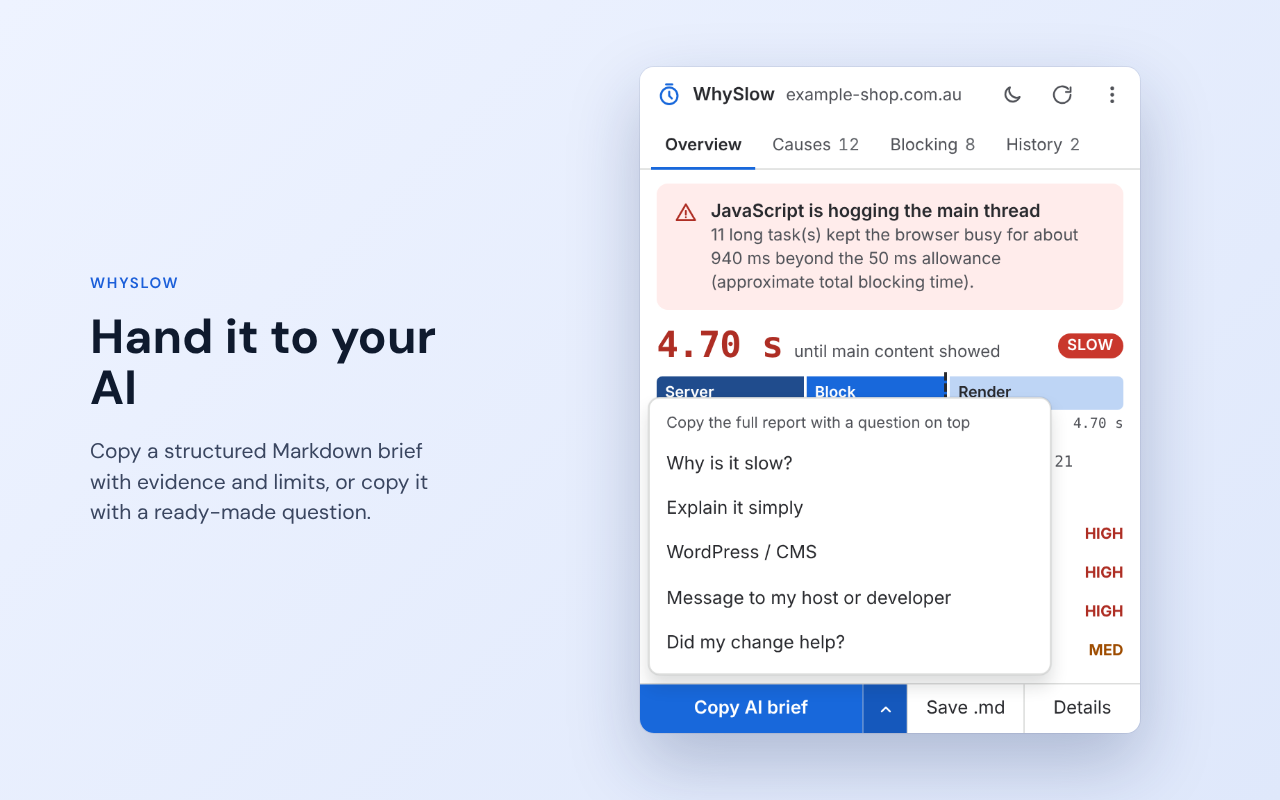 WHYSLOW
Hand it to your
AI
Copy a structured Markdown brief
with evidence and limits, or copy it
with a ready-made question.
WhySlow example-shop.com.au
Overview Causes 12 Blocking 8 History 2
JavaScript is hogging the main thread
11 long task(s) kept the browser busy for about
940 ms beyond the 50 ms allowance
(approximate total blocking time).
4.70 s until main content showed SLOW
Server Block Render
4.70 s
21
Copy the full report with a question on top
Why is it slow?
Explain it simply
WordPress / CMS
Message to my host or developer
Did my change help?
HIGH
HIGH
HIGH
MED
Copy AI brief Save .md Details